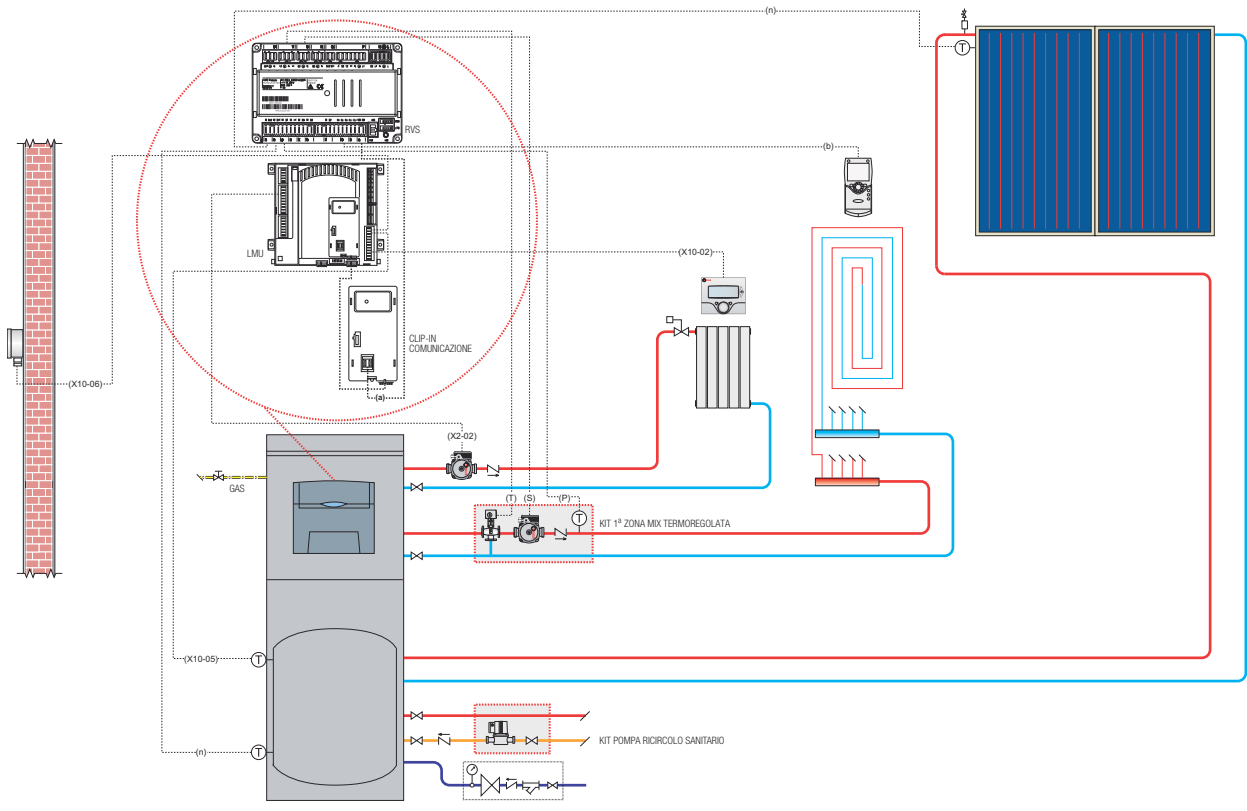 (n)
T
RVS
(b)
LMU
(X10-02)
CLIP-IN
COMUNICAZIONE
(X10-06)
(a)
(X2-02)
GAS
(T) (S) (P)
T
KIT 1ª ZONA MIX TERMOREGOLATA
(X10-05)
T
KIT POMPA RICIRCOLO SANITARIO
(n)
T